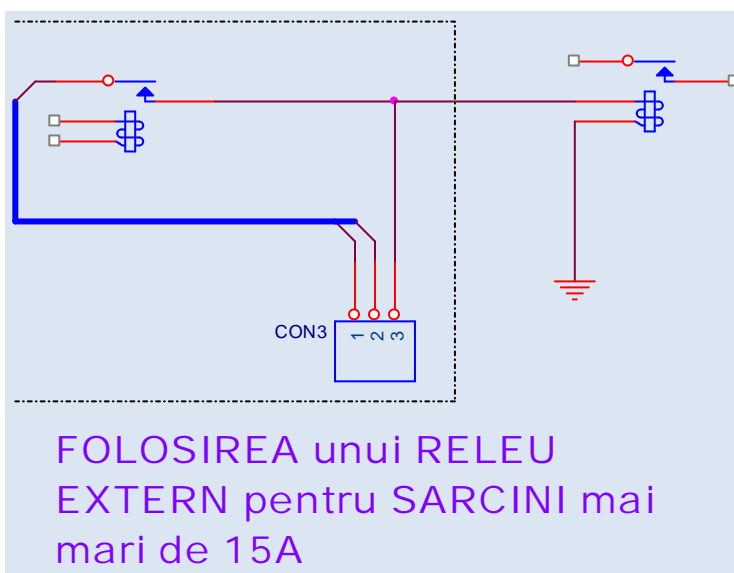 CON3
1 2 3
FOLOSIREA unui RELEU
EXTERN pentru SARCINI mai
mari de 15A